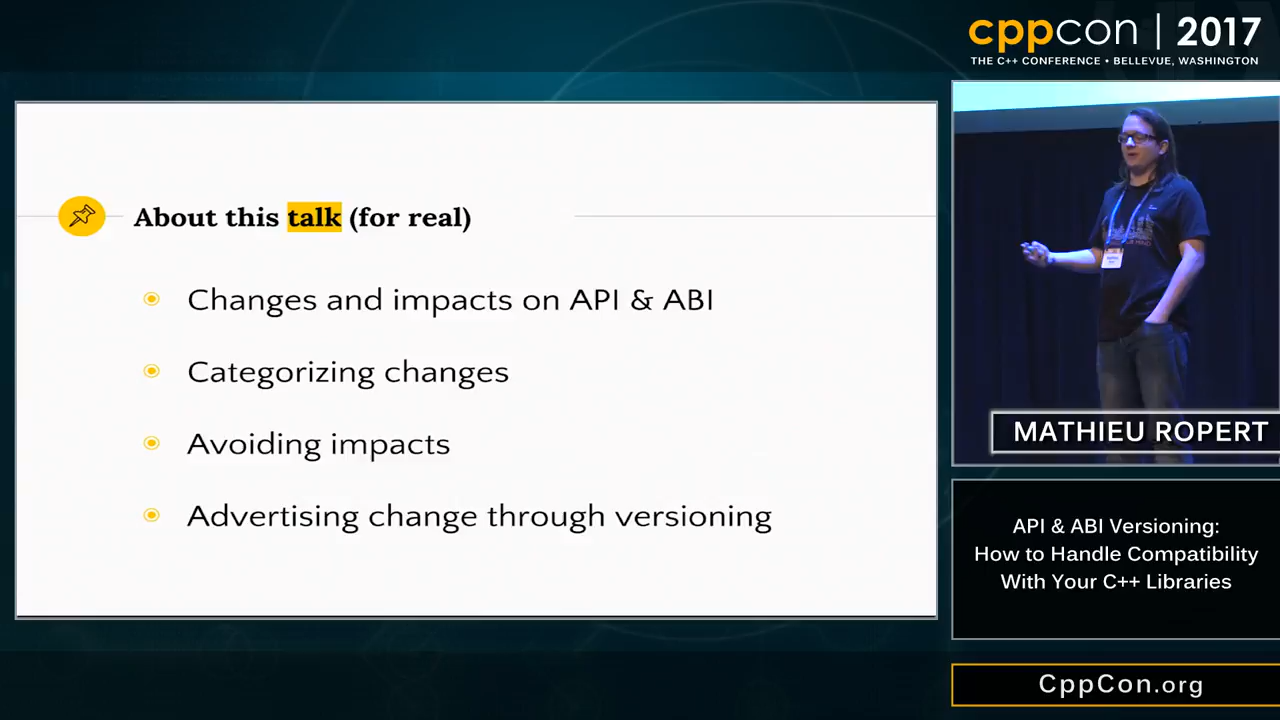 cppcon | 2017
THE C++ CONFERENCE • BELLEVUE, WASHINGTON
About this talk (for real)
Changes and impacts on API & ABI
Categorizing changes
Avoiding impacts
Advertising change through versioning
MATHIEU ROPERT
API & ABI Versioning:
How to Handle Compatibility
With Your C++ Libraries
CppCon.org